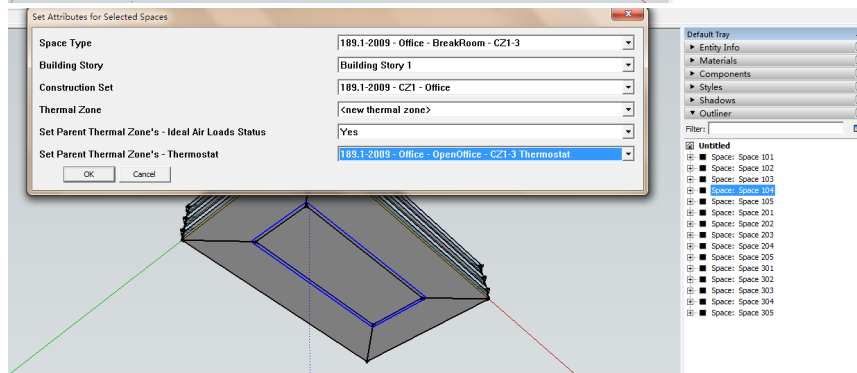 Set Attributes for Selected Spaces
Space Type 189.1-2009 - Office - BreakRoom - CZ1-3
Building Story Building Story 1
Construction Set 189.1-2009 - CZ1 - Office
Thermal Zone <new thermal zone>
Set Parent Thermal Zone's - Ideal Air Loads Status Yes
Set Parent Thermal Zone's - Thermostat 189.1-2009 - Office - OpenOffice - CZ1-3 Thermostat
OK Cancel
Default Tray
Entity Info
Materials
Components
Styles
Shadows
Outliner
Filter:
Untitled
Space: Space 101
Space: Space 102
Space: Space 103
Space: Space 104
Space: Space 105
Space: Space 201
Space: Space 202
Space: Space 203
Space: Space 204
Space: Space 205
Space: Space 301
Space: Space 302
Space: Space 303
Space: Space 304
Space: Space 305